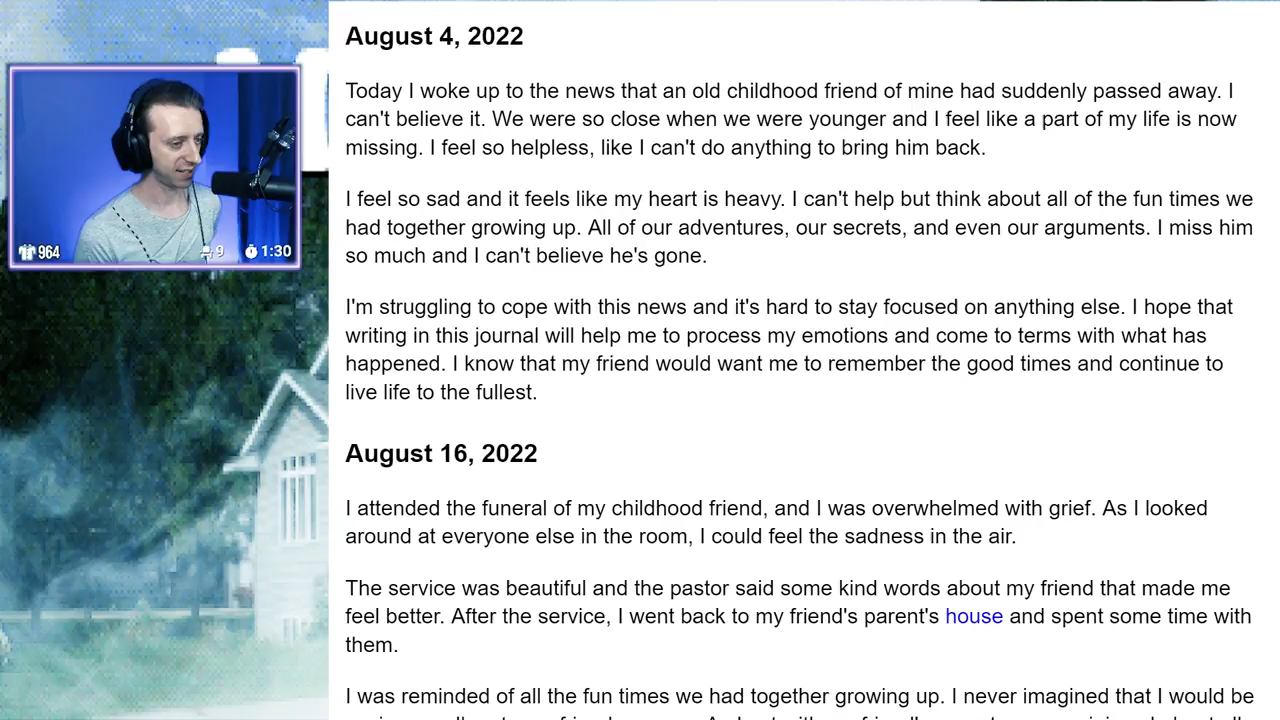 August 4, 2022
Today I woke up to the news that an old childhood friend of mine had suddenly passed away. I
can't believe it. We were so close when we were younger and I feel like a part of my life is now
missing. I feel so helpless, like I can't do anything to bring him back.
I feel so sad and it feels like my heart is heavy. I can't help but think about all of the fun times we
had together growing up. All of our adventures, our secrets, and even our arguments. I miss him
so much and I can't believe he's gone.
I'm struggling to cope with this news and it's hard to stay focused on anything else. I hope that
writing in this journal will help me to process my emotions and come to terms with what has
happened. I know that my friend would want me to remember the good times and continue to
live life to the fullest.
August 16, 2022
I attended the funeral of my childhood friend, and I was overwhelmed with grief. As I looked
around at everyone else in the room, I could feel the sadness in the air.
The service was beautiful and the pastor said some kind words about my friend that made me
feel better. After the service, I went back to my friend's parent's house and spent some time with
them.
I was reminded of all the fun times we had together growing up. I never imagined that I would be
964
9
1:30